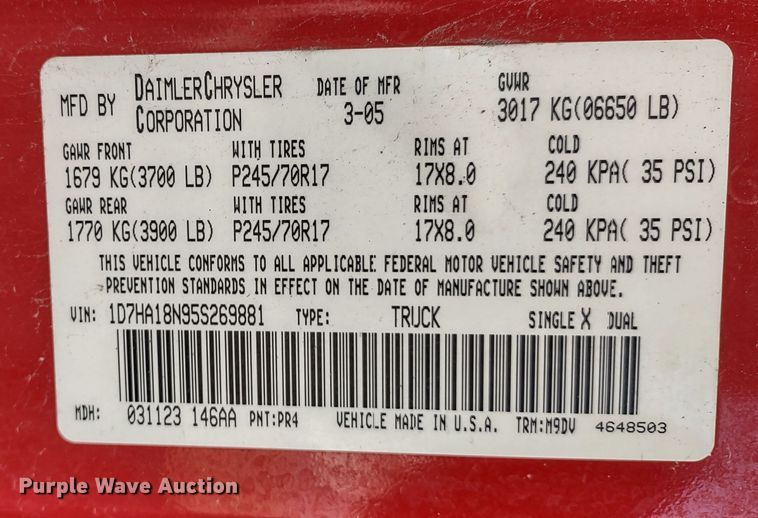 MFD BY DAIMLERCHRYSLER CORPORATION DATE OF MFR 3-05 GVWR 3017 KG(06650 LB)
GAWR FRONT WITH TIRES RIMS AT COLD
1679 KG(3700 LB) P245/70R17 17X8.0 240 KPA( 35 PSI)
GAWR REAR WITH TIRES RIMS AT COLD
1770 KG(3900 LB) P245/70R17 17X8.0 240 KPA( 35 PSI)
THIS VEHICLE CONFORMS TO ALL APPLICABLE FEDERAL MOTOR VEHICLE SAFETY AND THEFT
PREVENTION STANDARDS IN EFFECT ON THE DATE OF MANUFACTURE SHOWN ABOVE.
VIN: 1D7HA18N95S269881 TYPE: TRUCK SINGLE X DUAL
MDH: 031123 146AA PNT:PR4 VEHICLE MADE IN U.S.A. TRM:M9DV 4648503
Purple Wave Auction